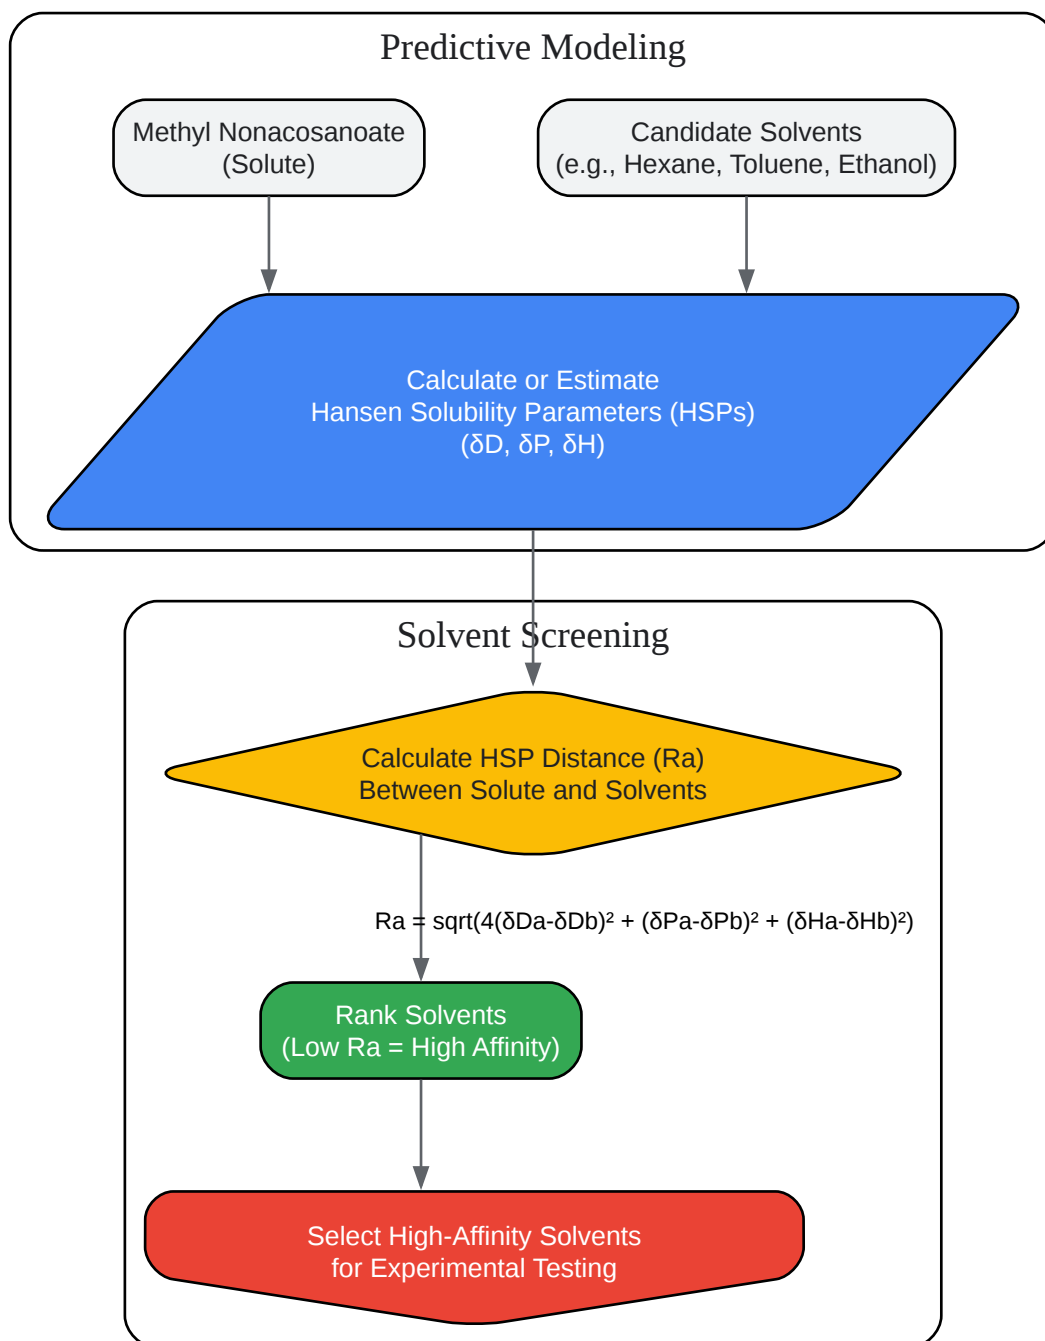 Predictive Modeling
Methyl Nonacosanoate
(Solute)
Candidate Solvents
(e.g., Hexane, Toluene, Ethanol)
Calculate or Estimate
Hansen Solubility Parameters (HSPs)
(δD, δP, δH)
Solvent Screening
Calculate HSP Distance (Ra)
Between Solute and Solvents
Ra = sqrt(4(δDa-δDb)² + (δPa-δPb)² + (δHa-δHb)²)
Rank Solvents
(Low Ra = High Affinity)
Select High-Affinity Solvents
for Experimental Testing